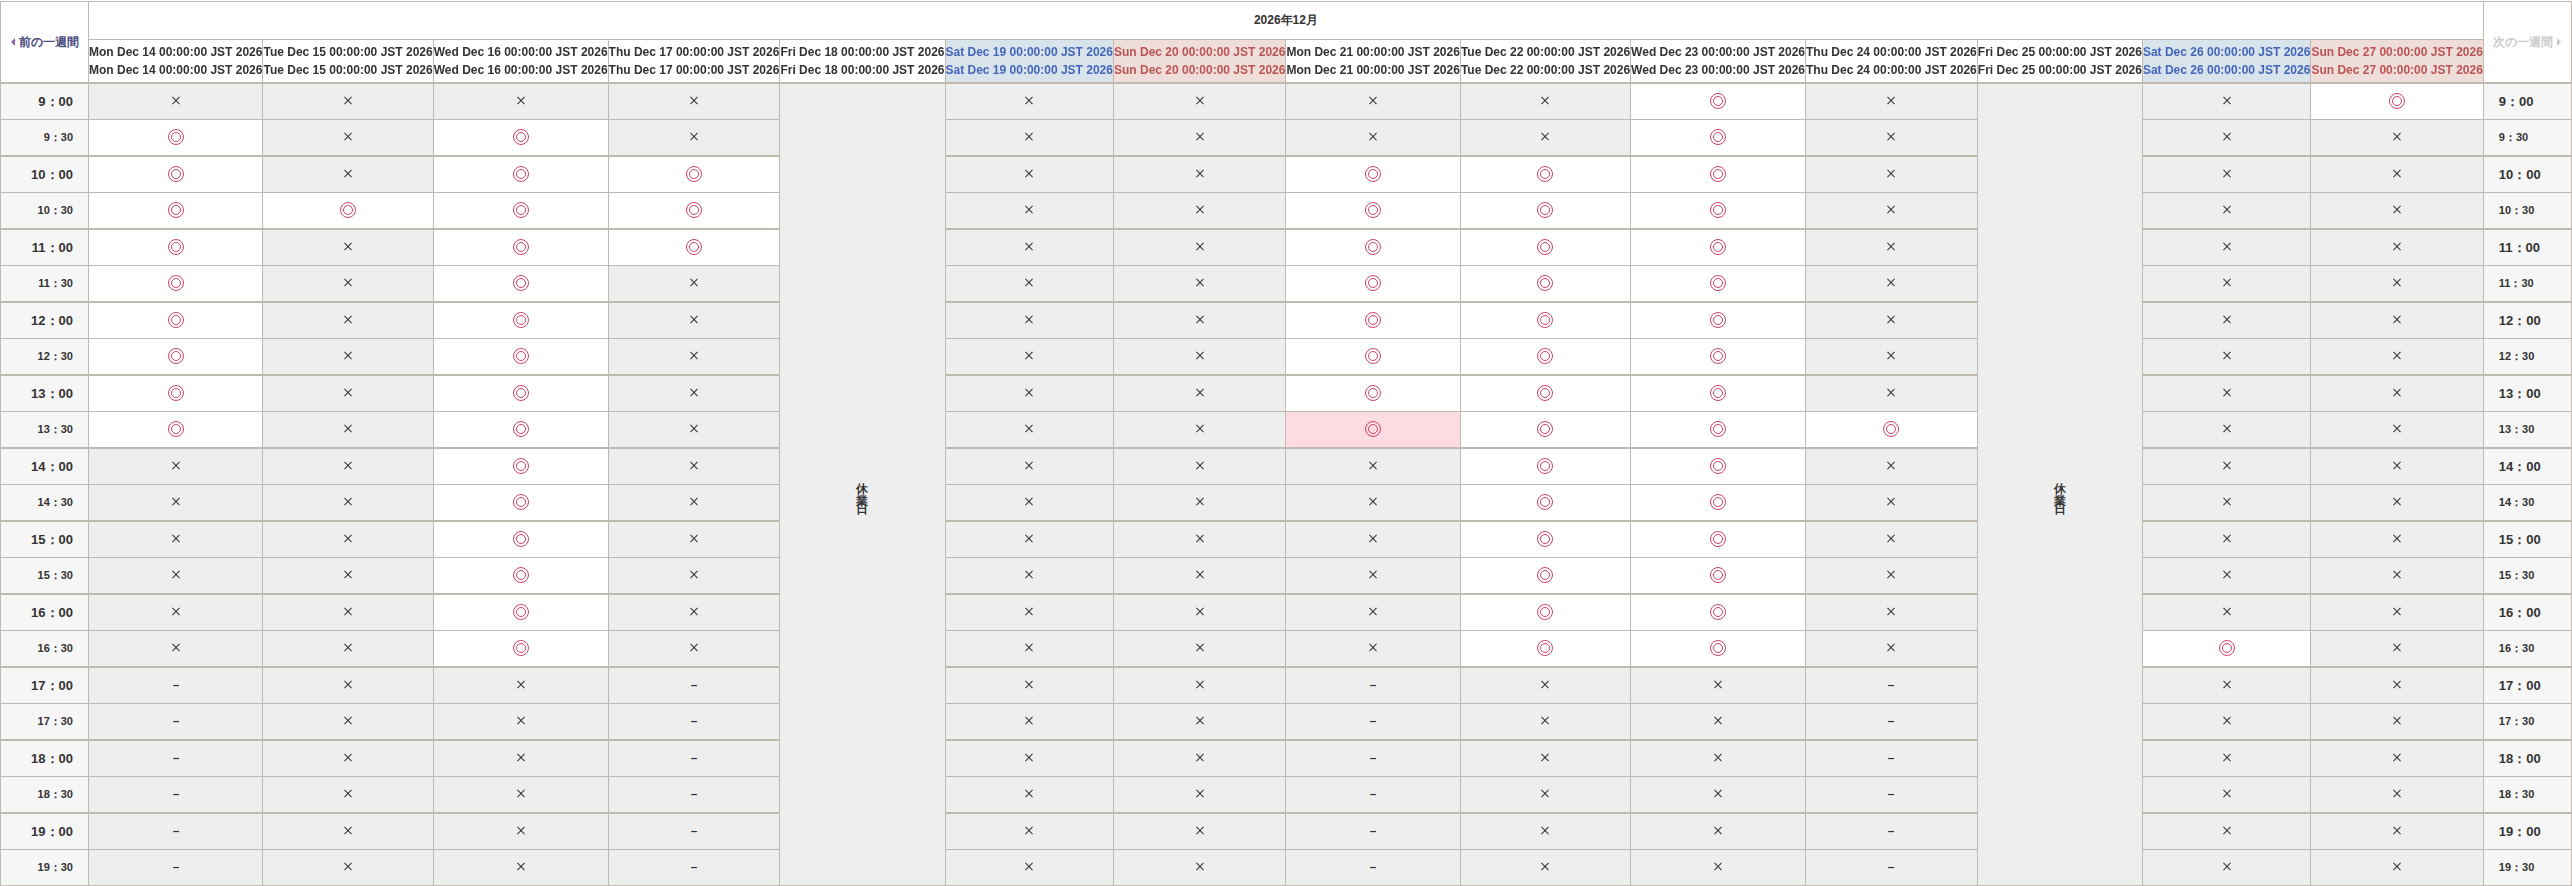 2026年12月
前の一週間
次の一週間
Mon Dec 14 00:00:00 JST 2026 Tue Dec 15 00:00:00 JST 2026 Wed Dec 16 00:00:00 JST 2026 Thu Dec 17 00:00:00 JST 2026 Fri Dec 18 00:00:00 JST 2026 Sat Dec 19 00:00:00 JST 2026 Sun Dec 20 00:00:00 JST 2026 Mon Dec 21 00:00:00 JST 2026 Tue Dec 22 00:00:00 JST 2026 Wed Dec 23 00:00:00 JST 2026 Thu Dec 24 00:00:00 JST 2026 Fri Dec 25 00:00:00 JST 2026 Sat Dec 26 00:00:00 JST 2026 Sun Dec 27 00:00:00 JST 2026
Mon Dec 14 00:00:00 JST 2026 Tue Dec 15 00:00:00 JST 2026 Wed Dec 16 00:00:00 JST 2026 Thu Dec 17 00:00:00 JST 2026 Fri Dec 18 00:00:00 JST 2026 Sat Dec 19 00:00:00 JST 2026 Sun Dec 20 00:00:00 JST 2026 Mon Dec 21 00:00:00 JST 2026 Tue Dec 22 00:00:00 JST 2026 Wed Dec 23 00:00:00 JST 2026 Thu Dec 24 00:00:00 JST 2026 Fri Dec 25 00:00:00 JST 2026 Sat Dec 26 00:00:00 JST 2026 Sun Dec 27 00:00:00 JST 2026
9：00 × × × × × × × × ◎ × × ◎ 9：00
9：30 ◎ × ◎ × × × × × ◎ × × × 9：30
10：00 ◎ × ◎ ◎ × × ◎ ◎ ◎ × × × 10：00
10：30 ◎ ◎ ◎ ◎ × × ◎ ◎ ◎ × × × 10：30
11：00 ◎ × ◎ ◎ × × ◎ ◎ ◎ × × × 11：00
11：30 ◎ × ◎ × × × ◎ ◎ ◎ × × × 11：30
12：00 ◎ × ◎ × × × ◎ ◎ ◎ × × × 12：00
12：30 ◎ × ◎ × × × ◎ ◎ ◎ × × × 12：30
13：00 ◎ × ◎ × × × ◎ ◎ ◎ × × × 13：00
13：30 ◎ × ◎ × × × ◎ ◎ ◎ ◎ × × 13：30
14：00 × × ◎ × × × × ◎ ◎ × × × 14：00
休業日 休業日
14：30 × × ◎ × × × × ◎ ◎ × × × 14：30
15：00 × × ◎ × × × × ◎ ◎ × × × 15：00
15：30 × × ◎ × × × × ◎ ◎ × × × 15：30
16：00 × × ◎ × × × × ◎ ◎ × × × 16：00
16：30 × × ◎ × × × × ◎ ◎ × ◎ × 16：30
17：00 － × × － × × － × × － × × 17：00
17：30 － × × － × × － × × － × × 17：30
18：00 － × × － × × － × × － × × 18：00
18：30 － × × － × × － × × － × × 18：30
19：00 － × × － × × － × × － × × 19：00
19：30 － × × － × × － × × － × × 19：30